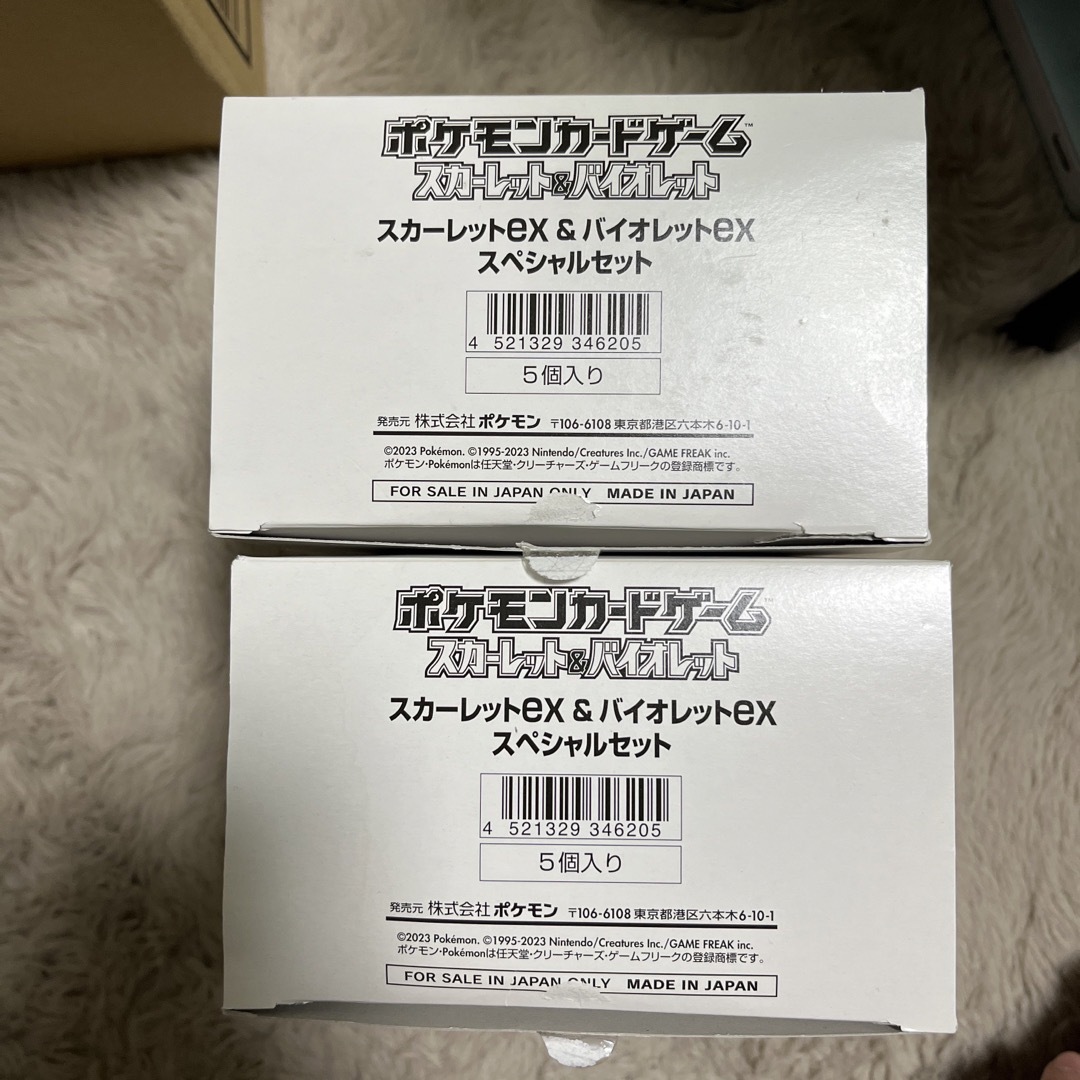 ポケモンカードゲーム™
スカーレット&バイオレット
スカーレットex & バイオレットex
スペシャルセット
4 521329 346205
5個入り
発売元 株式会社 ポケモン 〒106-6108 東京都港区六本木6-10-1
©2023 Pokémon. ©1995-2023 Nintendo/Creatures Inc./GAME FREAK inc.
ポケモン・Pokémonは任天堂・クリーチャーズ・ゲームフリークの登録商標です。
FOR SALE IN JAPAN ONLY MADE IN JAPAN
ポケモンカードゲーム™
スカーレット&バイオレット
スカーレットex & バイオレットex
スペシャルセット
4 521329 346205
5個入り
発売元 株式会社 ポケモン 〒106-6108 東京都港区六本木6-10-1
©2023 Pokémon. ©1995-2023 Nintendo/Creatures Inc./GAME FREAK inc.
ポケモン・Pokémonは任天堂・クリーチャーズ・ゲームフリークの登録商標です。
FOR SALE IN JAPAN ONLY MADE IN JAPAN